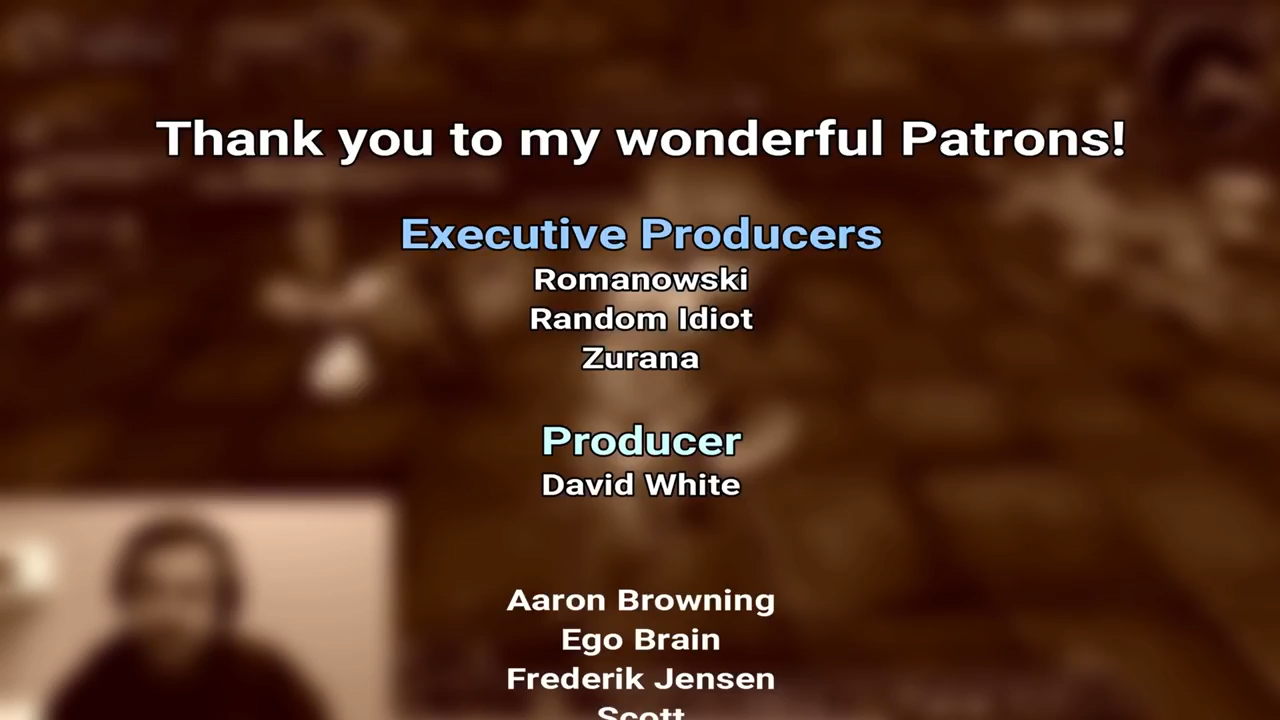 Thank you to my wonderful Patrons!
Executive Producers
Romanowski
Random Idiot
Zurana
Producer
David White
Aaron Browning
Ego Brain
Frederik Jensen
Scott